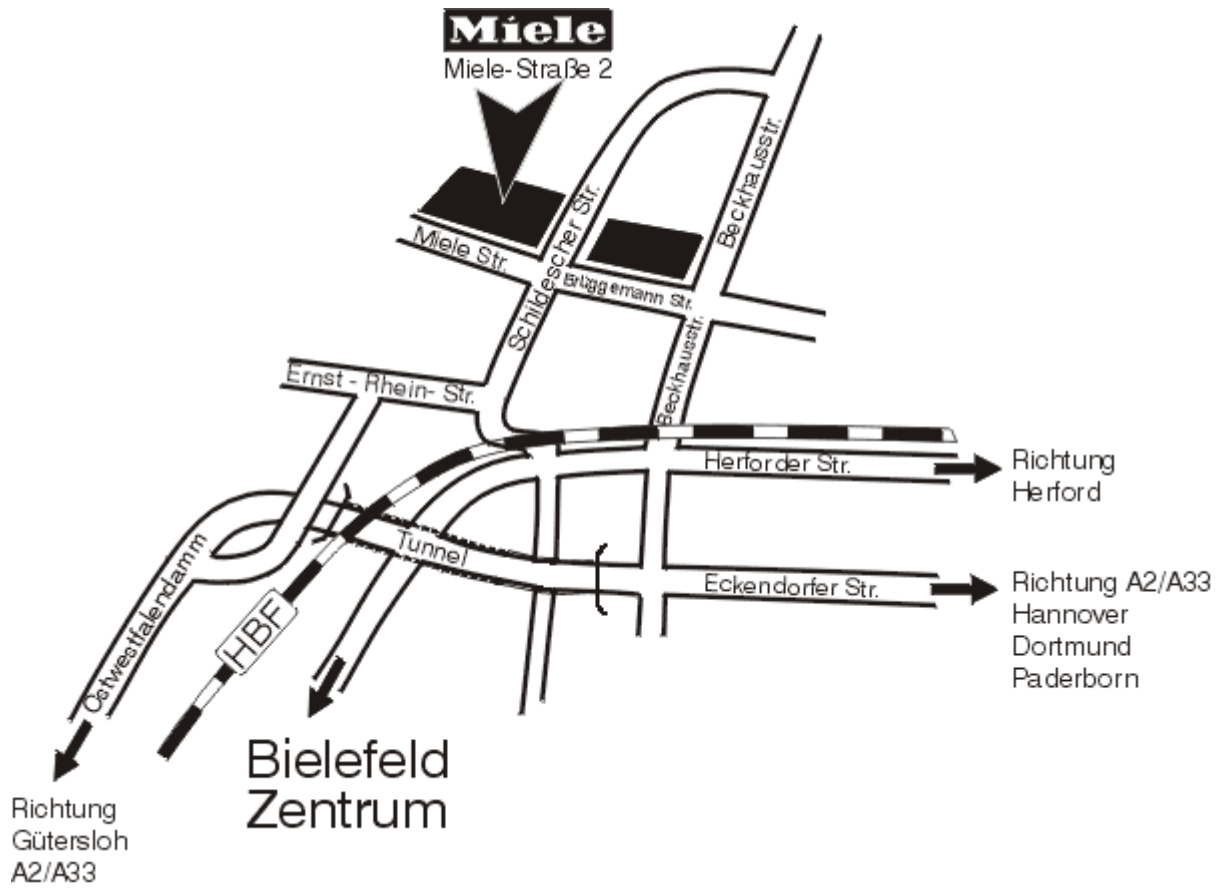 Miele
Miele-Straße 2
Beckhausstr.
Schildescher Str.
Miele Str.
Brüggemann Str.
Beckhausstr.
Ernst - Rhein- Str.
Herforder Str.
Richtung
Herford
Tunnel
Eckendorfer Str.
Richtung A2/A33
Hannover
Dortmund
Paderborn
Ostwestfalendamm
HBF
Bielefeld
Zentrum
Richtung
Gütersloh
A2/A33